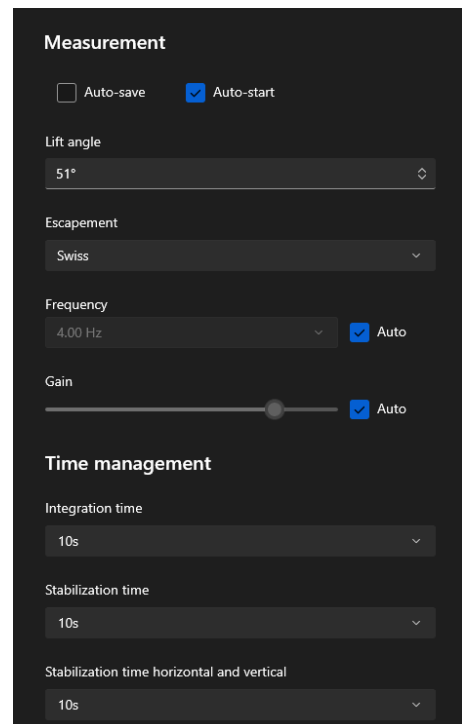 Measurement
Auto-save Auto-start
Lift angle
51°
Escapement
Swiss
Frequency
4.00 Hz Auto
Gain
Auto
Time management
Integration time
10s
Stabilization time
10s
Stabilization time horizontal and vertical
10s